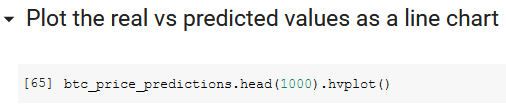 Plot the real vs predicted values as a line chart
[65] btc_price_predictions.head(1000).hvplot()